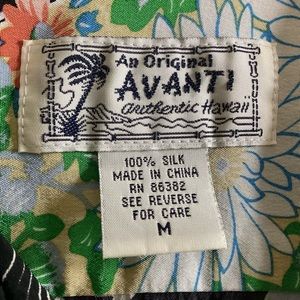 An Original
AVANTI
authentic Hawaii
100% SILK
MADE IN CHINA
RN 86382
SEE REVERSE
FOR CARE
M